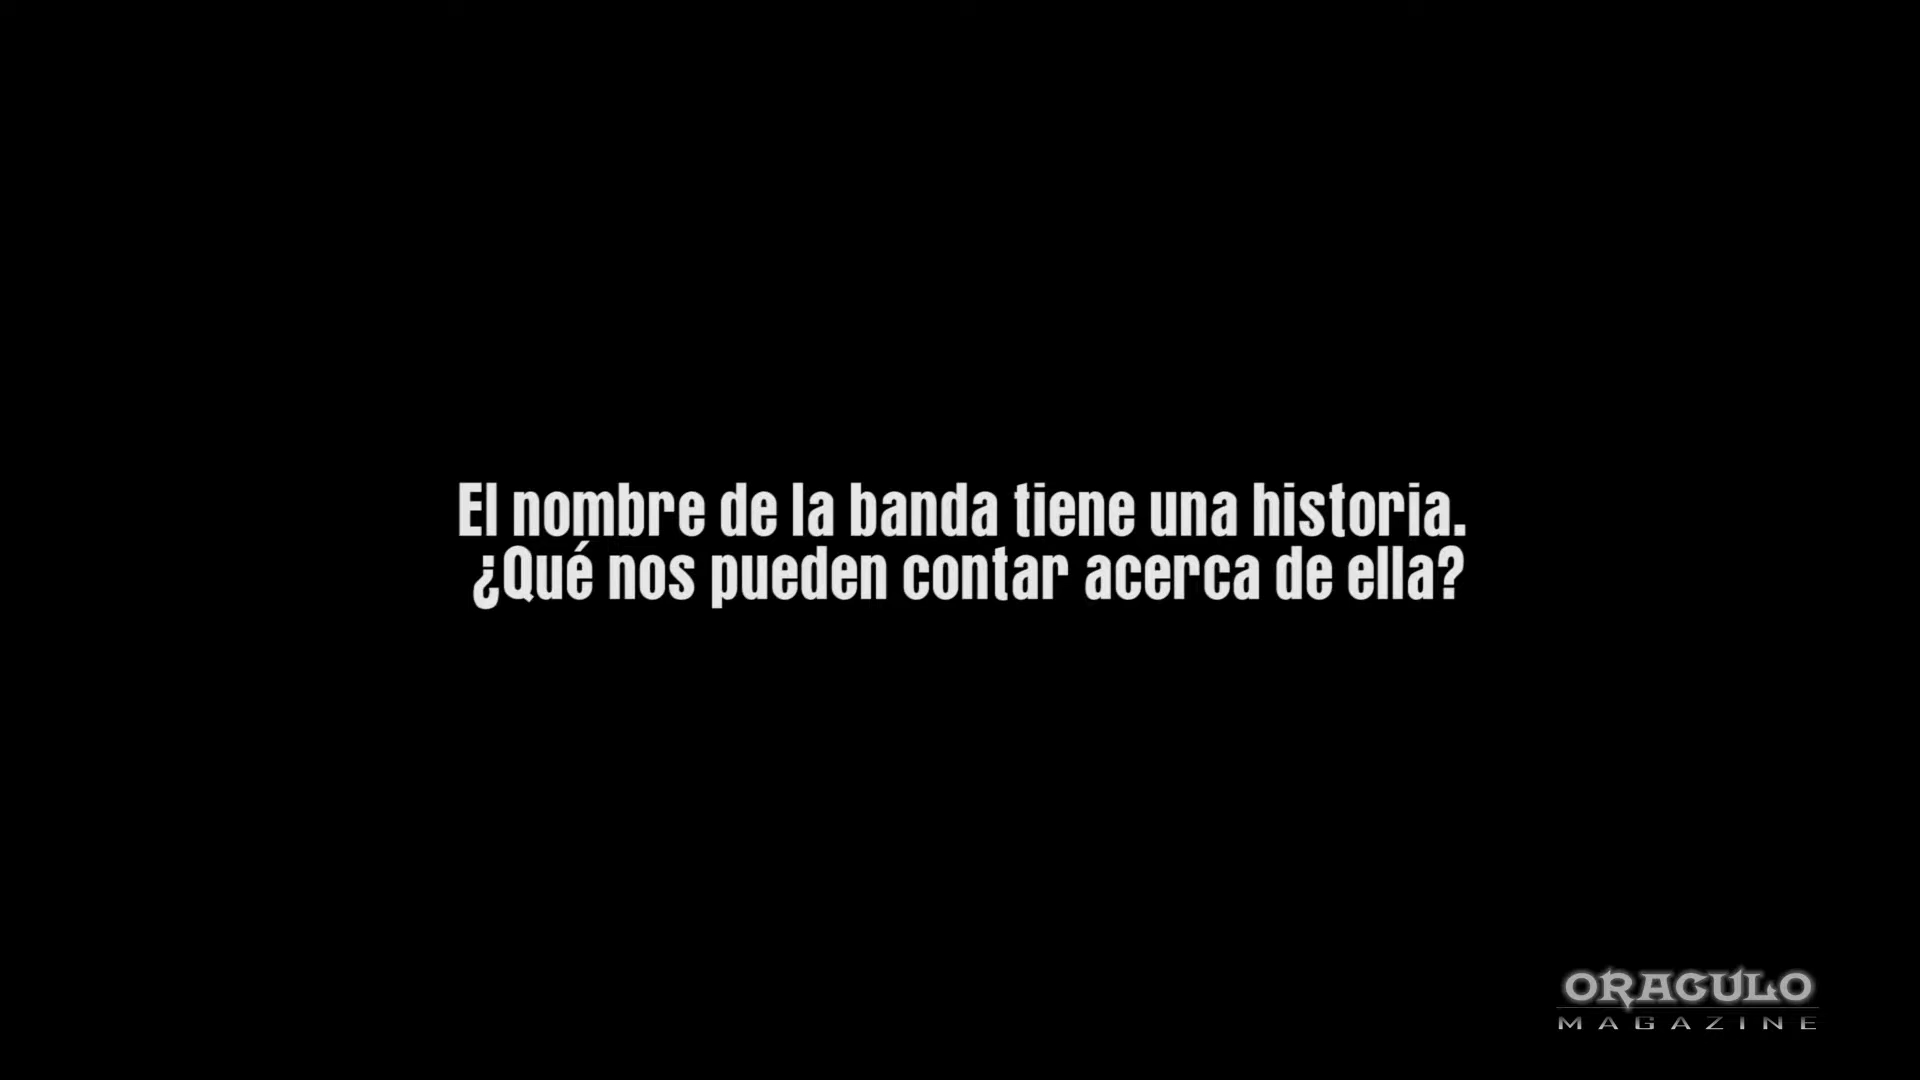 El nombre de la banda tiene una historia.
¿Qué nos pueden contar acerca de ella?
ORACULO
MAGAZINE